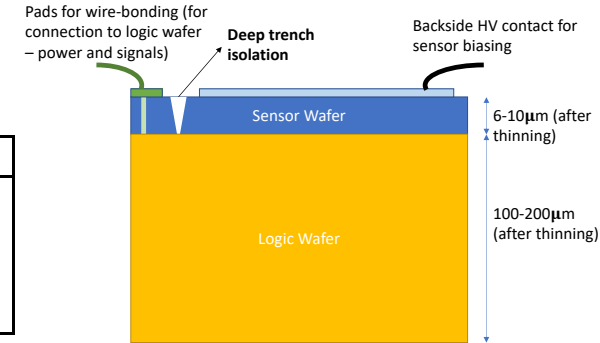 Pads for wire-bonding (for
connection to logic wafer
– power and signals)
Deep trench
isolation
Backside HV contact for
sensor biasing
Sensor Wafer
6-10μm (after
thinning)
Logic Wafer
100-200μm
(after thinning)